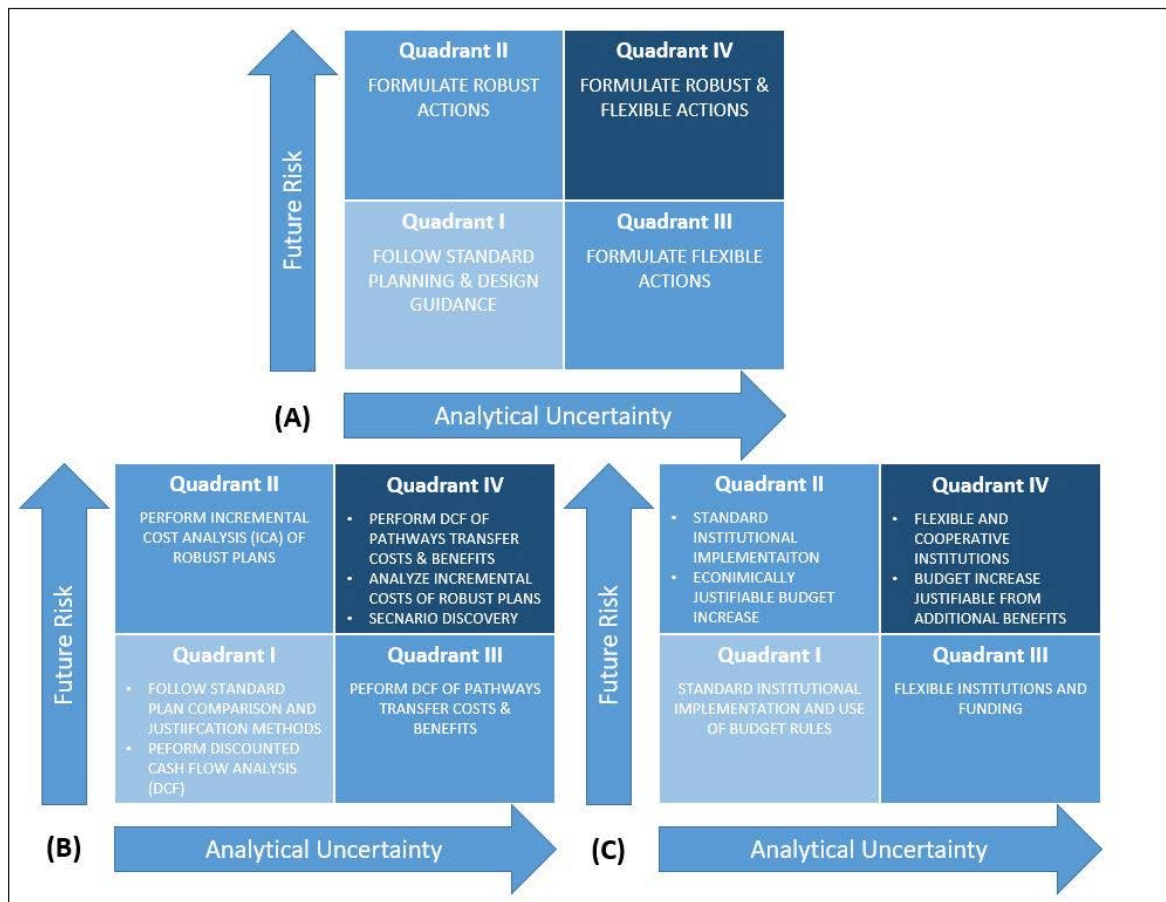 Future Risk
Quadrant II
FORMULATE ROBUST
ACTIONS
Quadrant IV
FORMULATE ROBUST &
FLEXIBLE ACTIONS
Quadrant I
FOLLOW STANDARD
PLANNING & DESIGN
GUIDANCE
Quadrant III
FORMULATE FLEXIBLE
ACTIONS
(A)
Analytical Uncertainty
Future Risk
Quadrant II
PERFORM INCREMENTAL
COST ANALYSIS (ICA) OF
ROBUST PLANS
Quadrant IV
• PERFORM DCF OF
PATHWAYS TRANSFER
COSTS & BENEFITS
• ANALYZE INCREMENTAL
COSTS OF ROBUST PLANS
• SECNARIO DISCOVERY
Quadrant I
• FOLLOW STANDARD
PLAN COMPARISON AND
JUSTIIFCATION METHODS
• PEFORM DISCOUNTED
CASH FLOW ANALYSIS
(DCF)
Quadrant III
PEFORM DCF OF PATHWAYS
TRANSFER COSTS &
BENEFITS
(B)
Analytical Uncertainty
Future Risk
Quadrant II
• STANDARD
INSTITUTIONAL
IMPLEMENTAITON
• ECONIMICALLY
JUSTIFIABLE BUDGET
INCREASE
Quadrant IV
• FLEXIBLE AND
COOPERATIVE
INSTITUTIONS
• BUDGET INCREASE
JUSTIFIABLE FROM
ADDITIONAL BENEFITS
Quadrant I
STANDARD INSTITUTIONAL
IMPLEMENTATION AND USE
OF BUDGET RULES
Quadrant III
FLEXIBLE INSTITUTIONS AND
FUNDING
(C)
Analytical Uncertainty